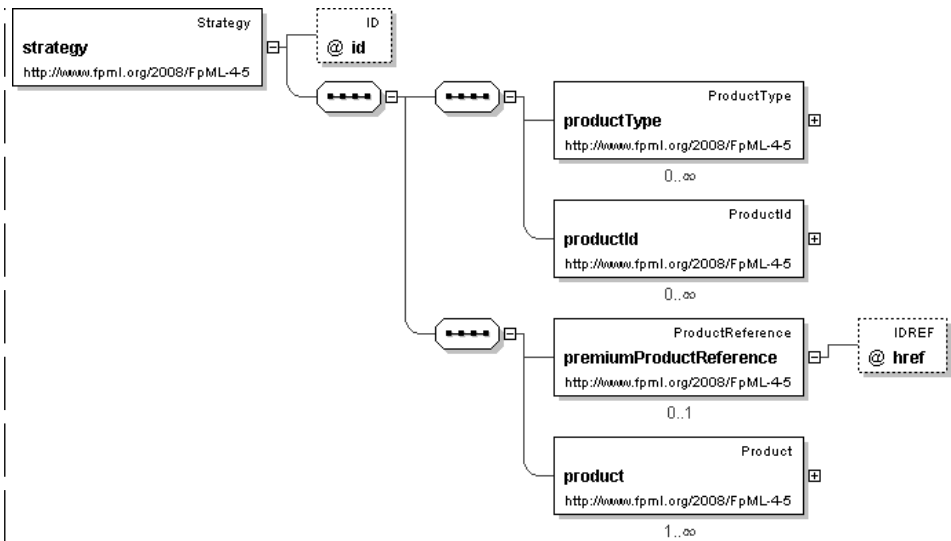 Strategy
strategy
http://www.fpml.org/2008/FpML-4-5
ID
@ id
ProductType
productType
http://www.fpml.org/2008/FpML-4-5
0..∞
ProductId
productId
http://www.fpml.org/2008/FpML-4-5
0..∞
ProductReference
premiumProductReference
http://www.fpml.org/2008/FpML-4-5
0..1
IDREF
@ href
Product
product
http://www.fpml.org/2008/FpML-4-5
1..∞